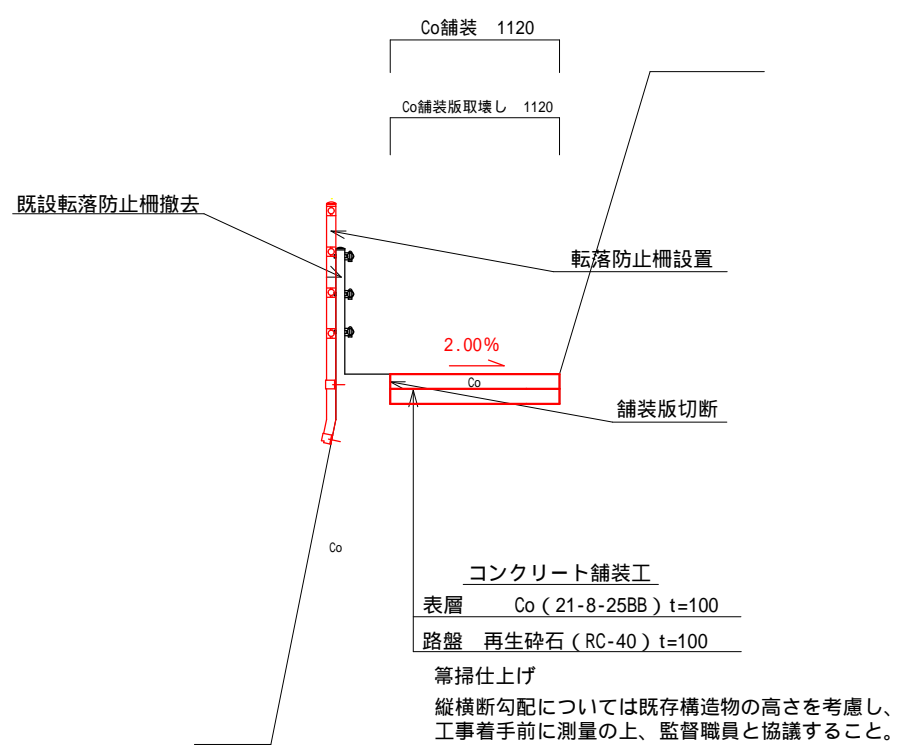 Co舗装 1120
Co舗装版取壊し 1120
既設転落防止柵撤去
転落防止柵設置
2.00%
Co
舗装版切断
Co
コンクリート舗装工
表層 Co(21-8-25BB)t=100
路盤 再生砕石(RC-40)t=100
箒掃仕上げ
縦横断勾配については既存構造物の高さを考慮し、
工事着手前に測量の上、監督職員と協議すること。